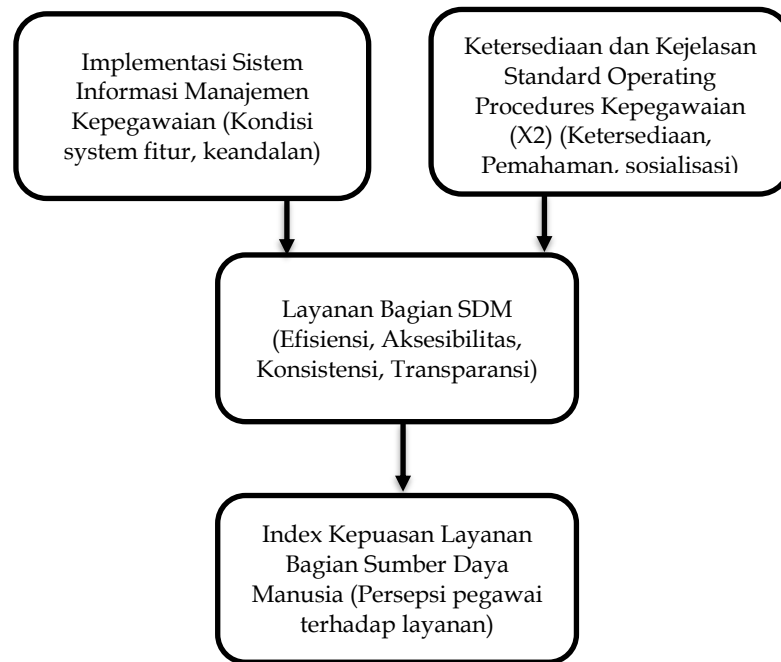 Implementasi Sistem
Informasi Manajemen
Kepegawaian (Kondisi
system fitur, keandalan)
Ketersediaan dan Kejelasan
Standard Operating
Procedures Kepegawaian
(X2) (Ketersediaan,
Pemahaman, sosialisasi)
Layanan Bagian SDM
(Efisiensi, Aksesibilitas,
Konsistensi, Transparansi)
Index Kepuasan Layanan
Bagian Sumber Daya
Manusia (Persepsi pegawai
terhadap layanan)